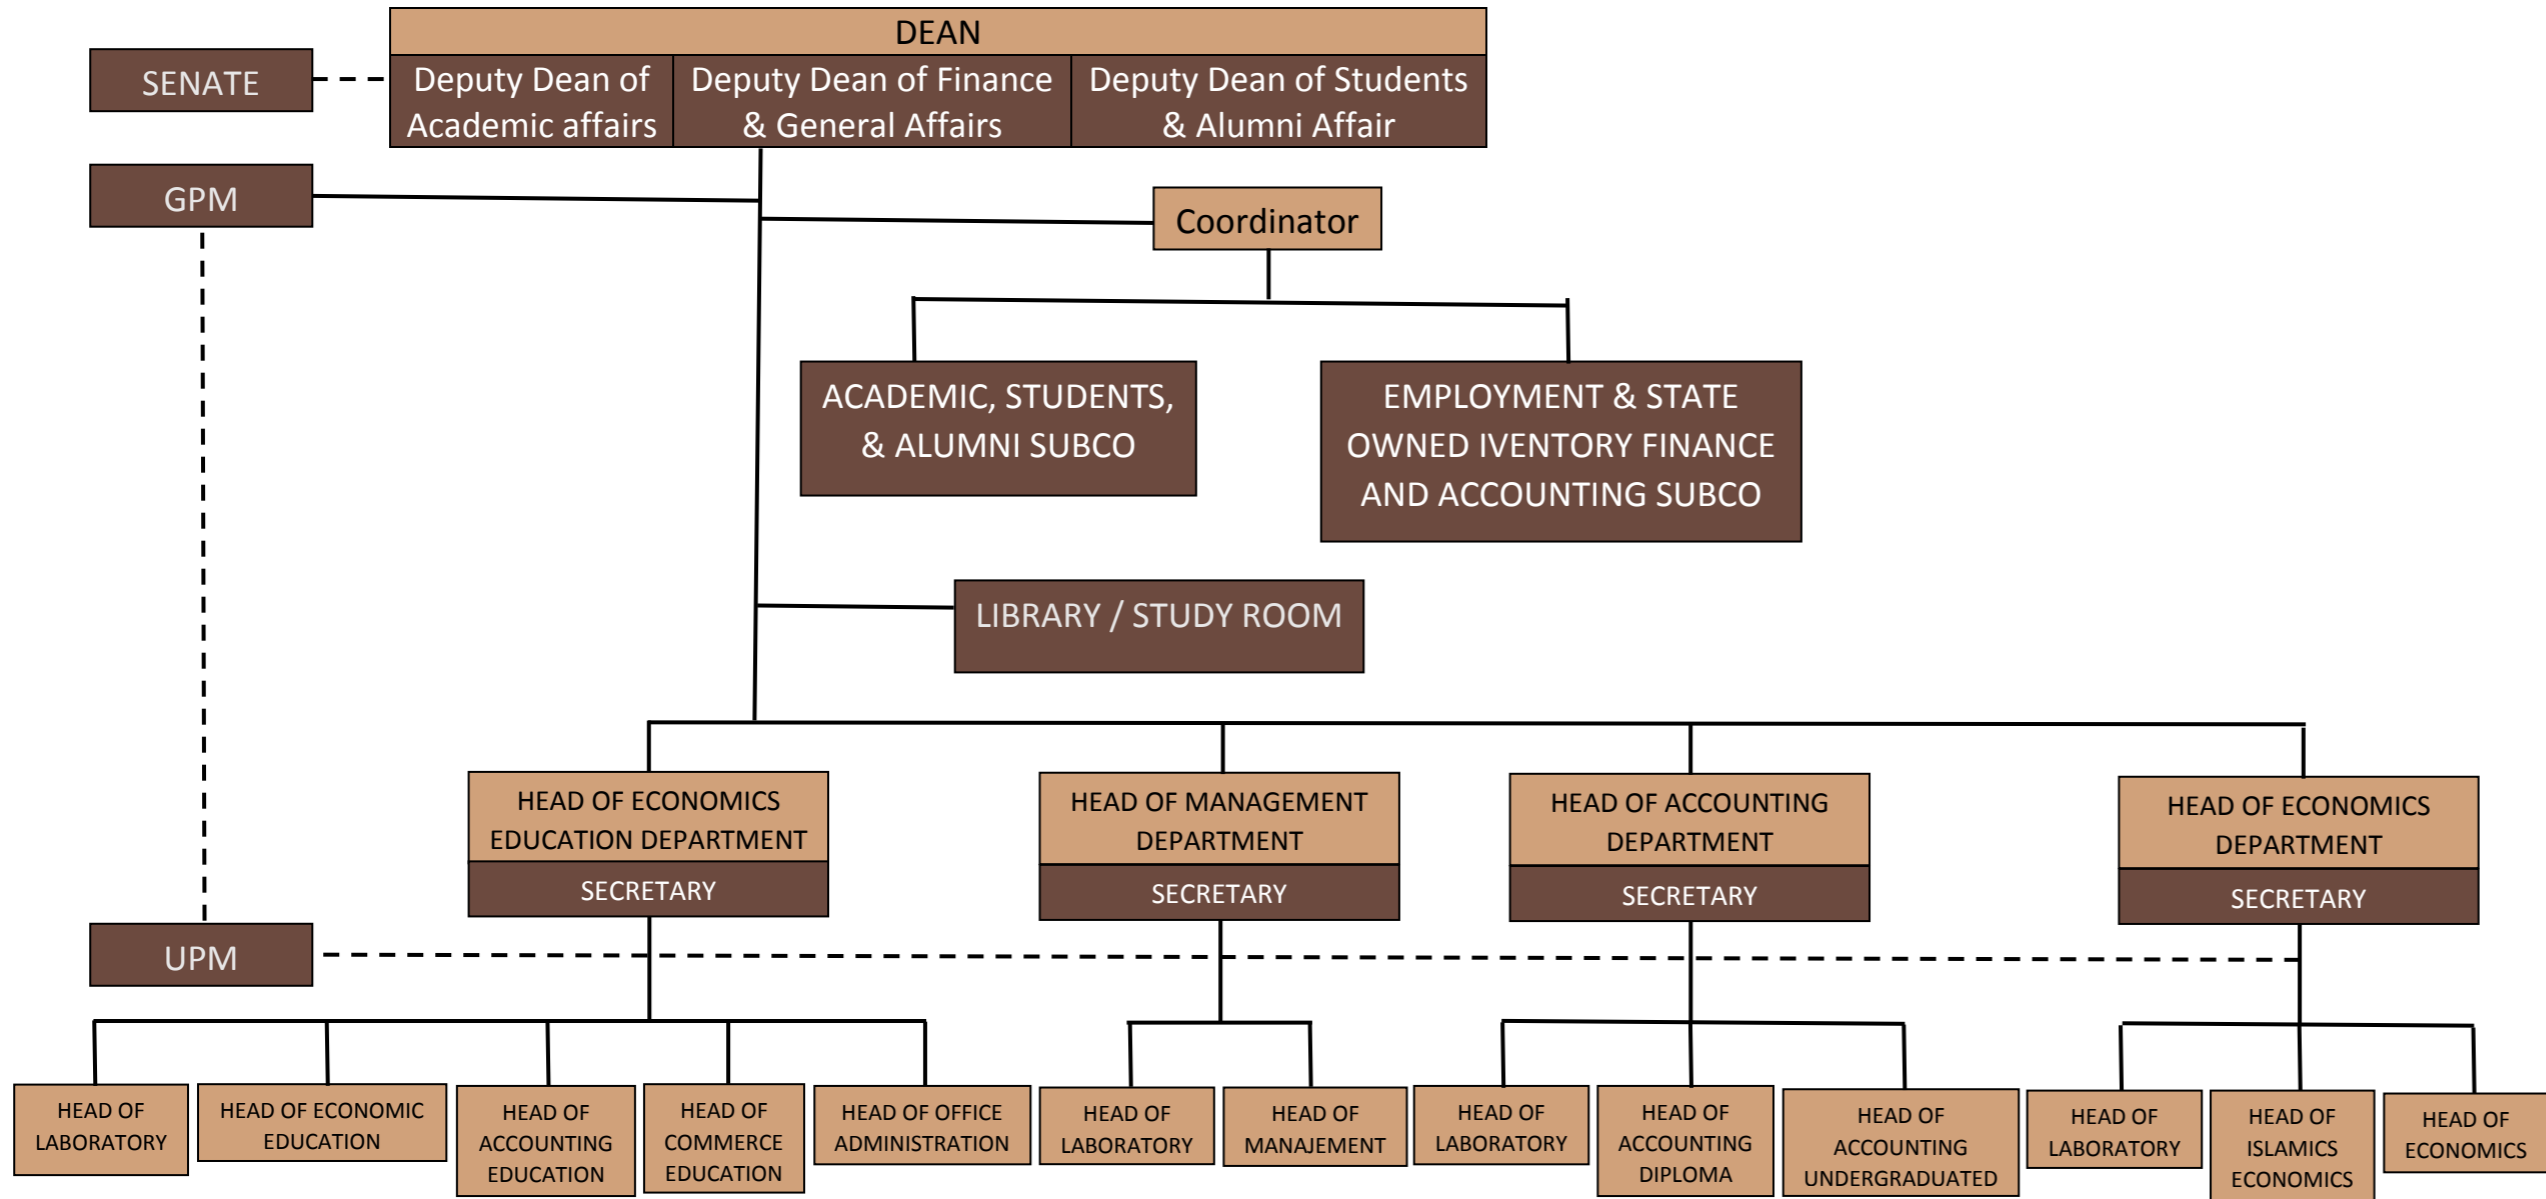 DEAN
SENATE
Deputy Dean of
Academic affairs
Deputy Dean of Finance
& General Affairs
Deputy Dean of Students
& Alumni Affair
GPM
Coordinator
ACADEMIC, STUDENTS,
& ALUMNI SUBCO
EMPLOYMENT & STATE
OWNED IVENTORY FINANCE
AND ACCOUNTING SUBCO
LIBRARY / STUDY ROOM
HEAD OF ECONOMICS
EDUCATION DEPARTMENT
SECRETARY
HEAD OF MANAGEMENT
DEPARTMENT
SECRETARY
HEAD OF ACCOUNTING
DEPARTMENT
SECRETARY
HEAD OF ECONOMICS
DEPARTMENT
SECRETARY
UPM
HEAD OF
LABORATORY
HEAD OF ECONOMIC
EDUCATION
HEAD OF
ACCOUNTING
EDUCATION
HEAD OF
COMMERCE
EDUCATION
HEAD OF OFFICE
ADMINISTRATION
HEAD OF
LABORATORY
HEAD OF
MANAJEMENT
HEAD OF
LABORATORY
HEAD OF
ACCOUNTING
DIPLOMA
HEAD OF
ACCOUNTING
UNDERGRADUATED
HEAD OF
LABORATORY
HEAD OF
ISLAMICS
ECONOMICS
HEAD OF
ECONOMICS